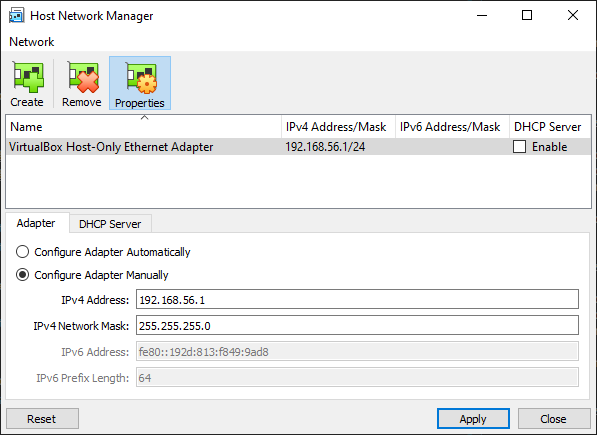 Host Network Manager
Network
Create Remove Properties
Name IPv4 Address/Mask IPv6 Address/Mask DHCP Server
VirtualBox Host-Only Ethernet Adapter 192.168.56.1/24 Enable
Adapter DHCP Server
Configure Adapter Automatically
Configure Adapter Manually
IPv4 Address: 192.168.56.1
IPv4 Network Mask: 255.255.255.0
IPv6 Address: fe80::192d:813:f849:9ad8
IPv6 Prefix Length: 64
Reset Apply Close